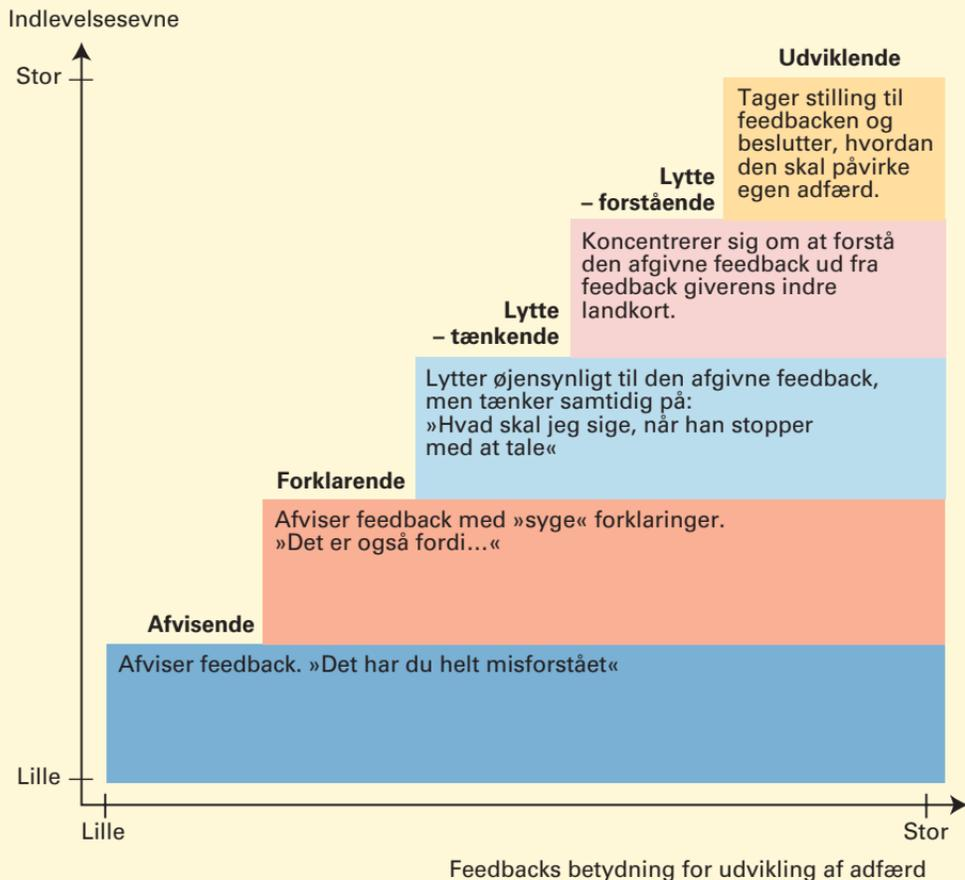 Indlevelsesevne
Stor
Udviklende
Tager stilling til
feedbacken og
beslutter, hvordan
den skal påvirke
egen adfærd.
Lytte
– forstående
Koncentrerer sig om at forstå
den afgivne feedback ud fra
feedback giverens indre
landkort.
Lytte
– tænkende
Lytter øjensynligt til den afgivne feedback,
men tænker samtidig på:
»Hvad skal jeg sige, når han stopper
med at tale«
Forklarende
Afviser feedback med »syge« forklaringer.
»Det er også fordi...«
Afvisende
Afviser feedback. »Det har du helt misforstået«
Lille
Lille
Stor
Feedbacks betydning for udvikling af adfærd